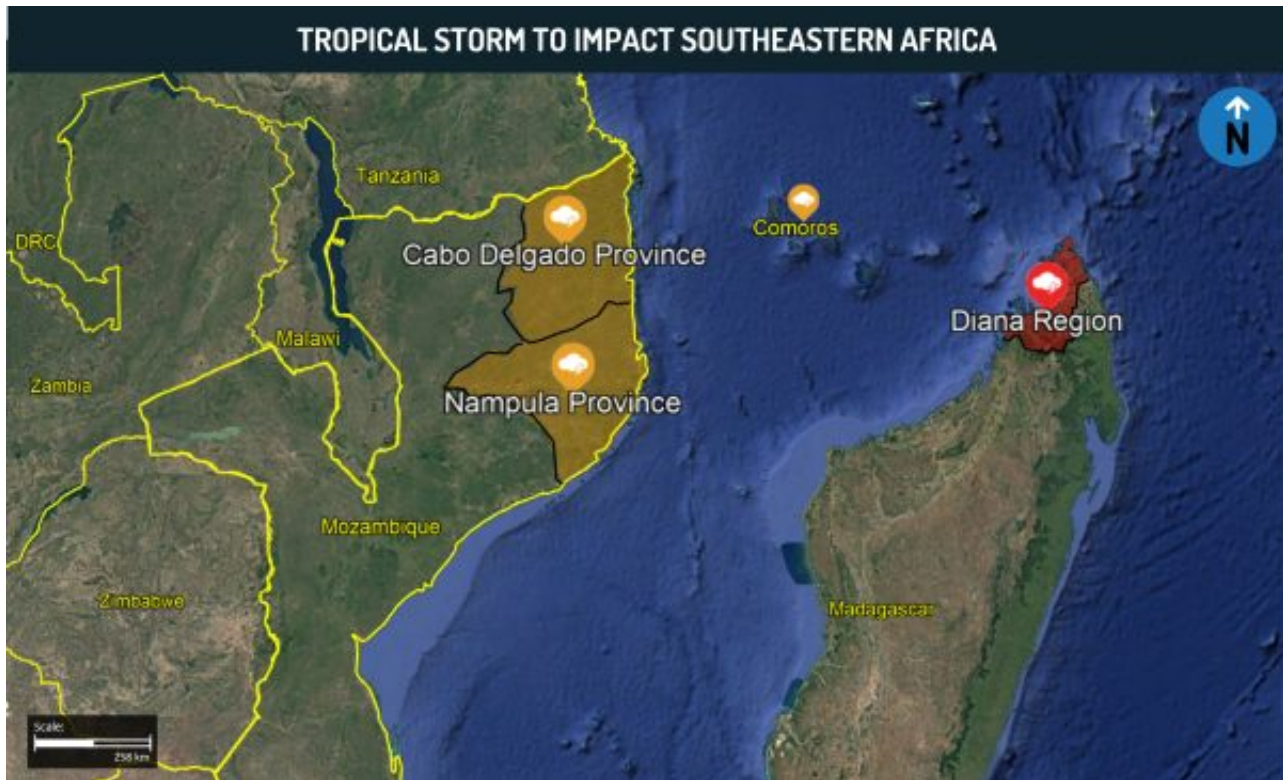 TROPICAL STORM TO IMPACT SOUTHEASTERN AFRICA
N
Tanzania
Comoros
DRC
Cabo Delgado Province
Diana Region
Malawi
Zambia
Nampula Province
Mozambique
Zimbabwe
Madagascar
Scale:
258 km